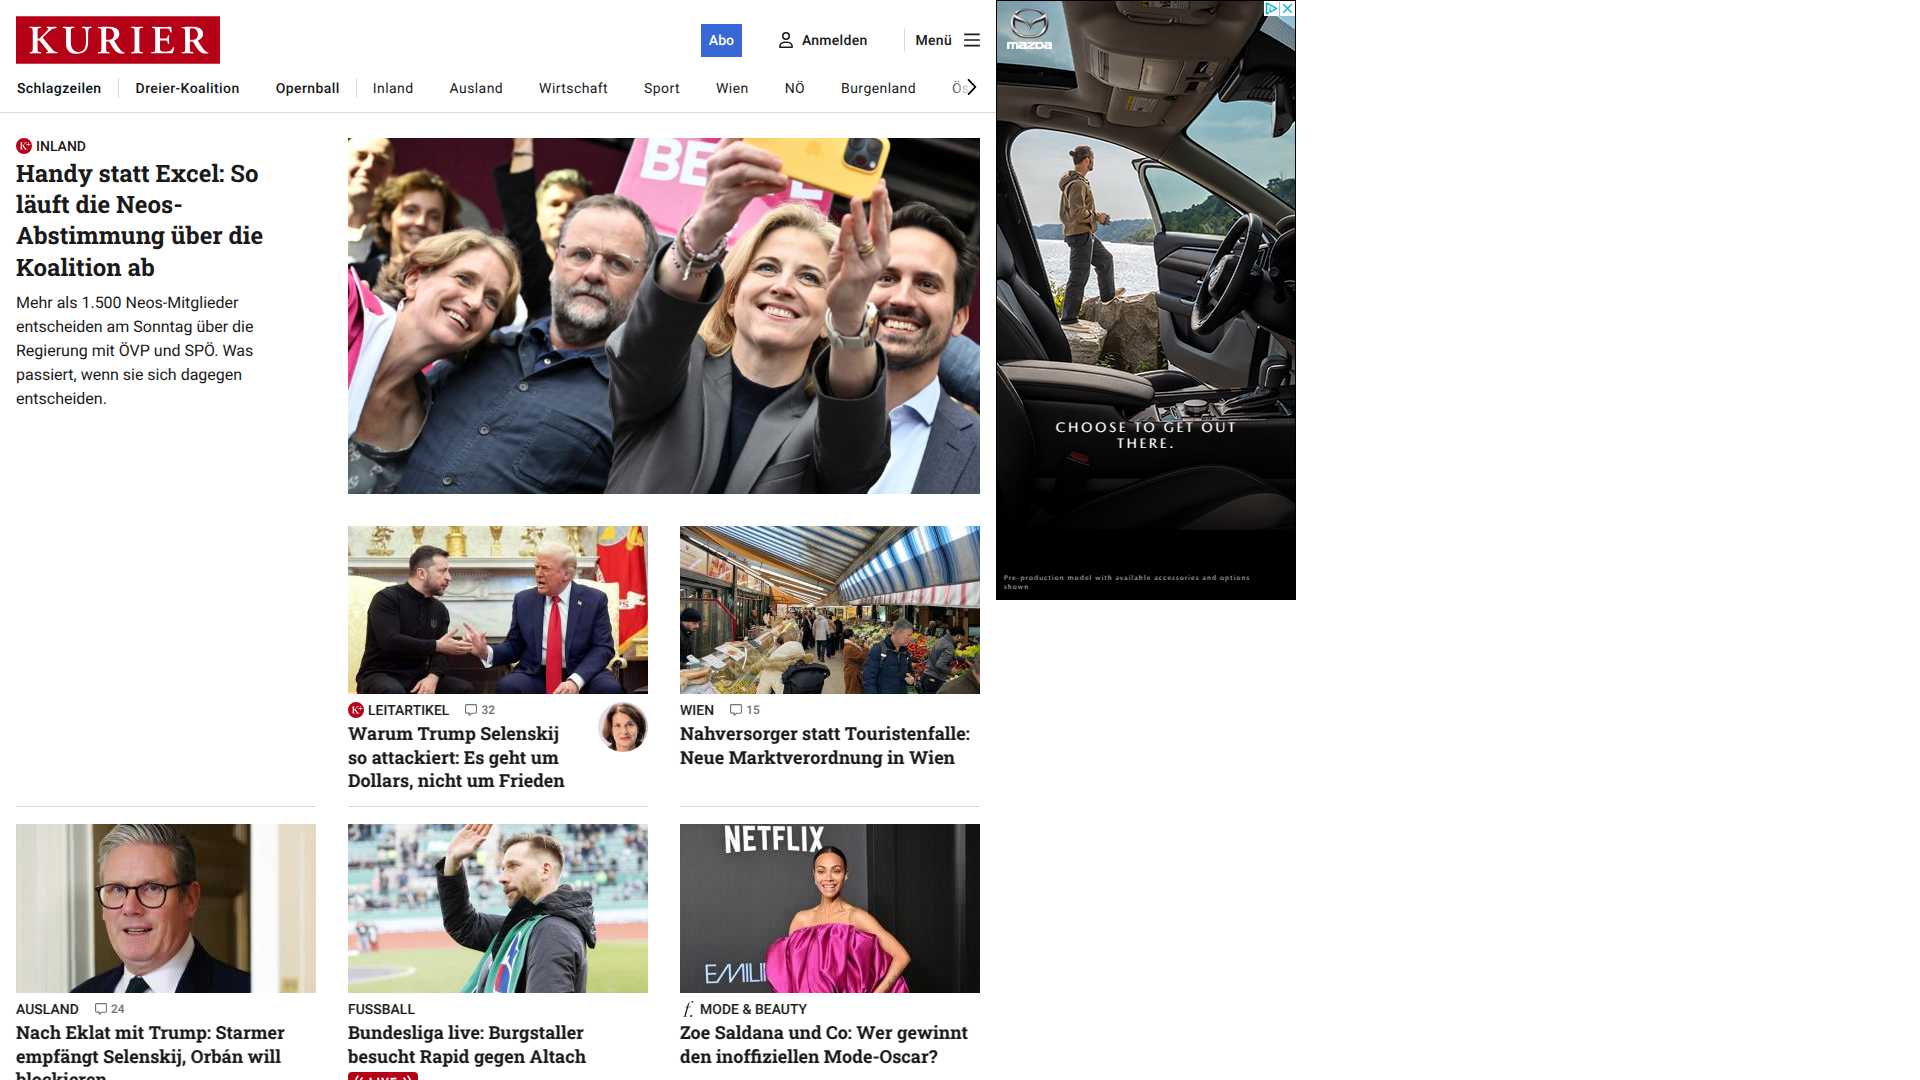 KURIER
Abo
Anmelden
Menü
Schlagzeilen
Dreier-Koalition
Opernball
Inland
Ausland
Wirtschaft
Sport
Wien
NÖ
Burgenland
K+ INLAND
Handy statt Excel: So
läuft die Neos-
Abstimmung über die
Koalition ab
Mehr als 1.500 Neos-Mitglieder
entscheiden am Sonntag über die
Regierung mit ÖVP und SPÖ. Was
passiert, wenn sie sich dagegen
entscheiden.
mazda
CHOOSE TO GET OUT
THERE.
Pre-production model with available accessories and options
shown.
K+ LEITARTIKEL 32
Warum Trump Selenskij
so attackiert: Es geht um
Dollars, nicht um Frieden
WIEN 15
Nahversorger statt Touristenfalle:
Neue Marktverordnung in Wien
AUSLAND 24
Nach Eklat mit Trump: Starmer
empfängt Selenskij, Orbán will
blockieren
FUSSBALL
Bundesliga live: Burgstaller
besucht Rapid gegen Altach
LIVE
NETFLIX
EMILI
f. MODE & BEAUTY
Zoe Saldana und Co: Wer gewinnt
den inoffiziellen Mode-Oscar?